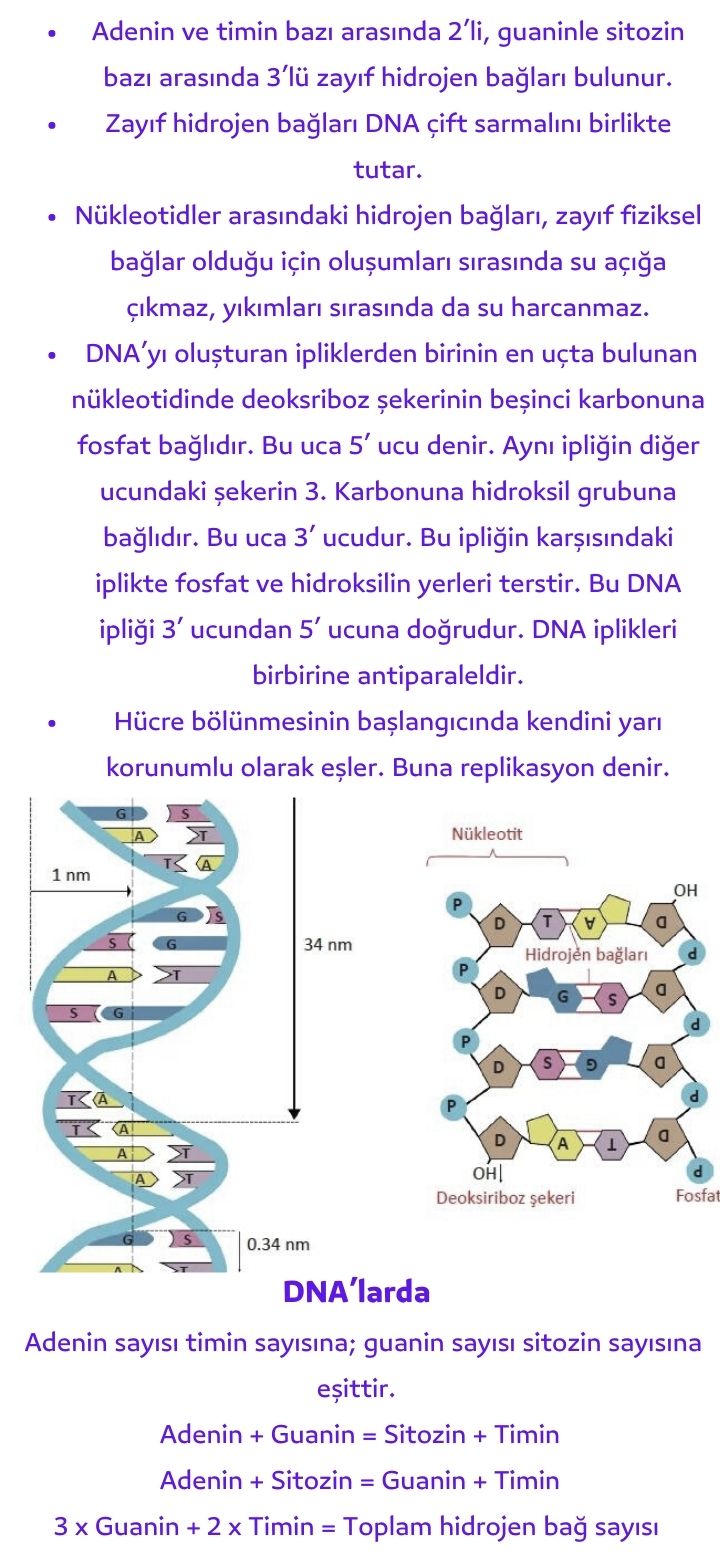 • Adenin ve timin bazı arasında 2’li, guaninle sitozin
bazı arasında 3’lü zayıf hidrojen bağları bulunur.
• Zayıf hidrojen bağları DNA çift sarmalını birlikte
tutar.
• Nükleotidler arasındaki hidrojen bağları, zayıf fiziksel
bağlar olduğu için oluşumları sırasında su açığa
çıkmaz, yıkımları sırasında da su harcanmaz.
• DNA’yı oluşturan ipliklerden birinin en uçta bulunan
nükleotidinde deoksriboz şekerinin beşinci karbonuna
fosfat bağlıdır. Bu uca 5’ ucu denir. Aynı ipliğin diğer
ucundaki şekerin 3. Karbonuna hidroksil grubuna
bağlıdır. Bu uca 3’ ucudur. Bu ipliğin karşısındaki
iplikte fosfat ve hidroksilin yerleri terstir. Bu DNA
ipliği 3’ ucundan 5’ ucuna doğrudur. DNA iplikleri
birbirine antiparaleldir.
• Hücre bölünmesinin başlangıcında kendini yarı
korunumlu olarak eşler. Buna replikasyon denir.
G S
A T
T A
1 nm
G S
S G
34 nm
A T
S G
T A
T A
A T
A T
G S
0.34 nm
A T
Nükleotit
OH
P
D T A D
P
Hidrojen bağları
P
D G S D
P
P
D S G D
P
P
D A T D
P
OH
Deoksiriboz şekeri
Fosfat
DNA’larda
Adenin sayısı timin sayısına; guanin sayısı sitozin sayısına
eşittir.
Adenin + Guanin = Sitozin + Timin
Adenin + Sitozin = Guanin + Timin
3 x Guanin + 2 x Timin = Toplam hidrojen bağ sayısı